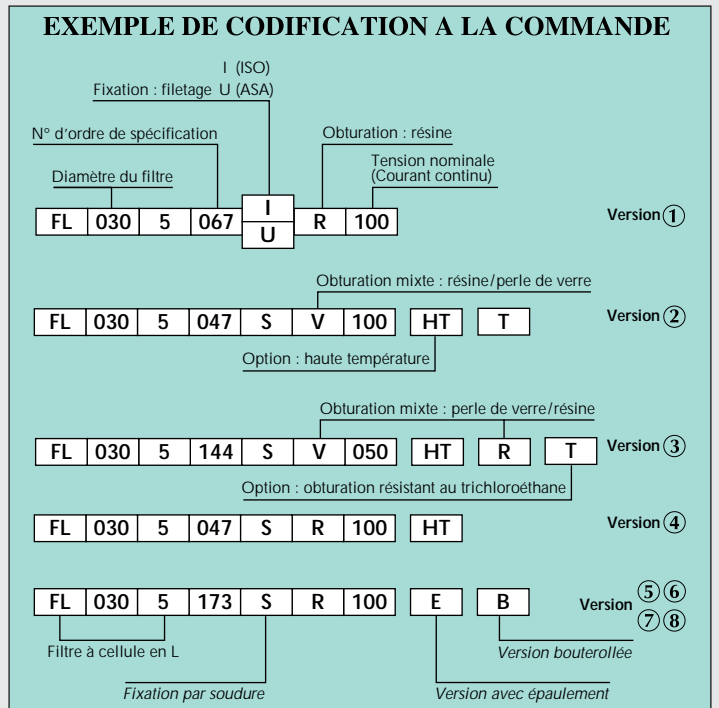 EXEMPLE DE CODIFICATION A LA COMMANDE
I (ISO)
Fixation : filetage U (ASA)
N° d'ordre de spécification
Obturation : résine
Diamètre du filtre
Tension nominale
(Courant continu)
FL 030 5 067 I U R 100 Version 1
Obturation mixte : résine/perle de verre
FL 030 5 047 S V 100 HT T Version 2
Option : haute température
Obturation mixte : perle de verre/résine
FL 030 5 144 S V 050 HT R T Version 3
Option : obturation résistant au trichloroéthane
FL 030 5 047 S R 100 HT Version 4
FL 030 5 173 S R 100 E B Version 5 6 7 8
Filtre à cellule en L
Version bouterollée
Fixation par soudure
Version avec épaulement